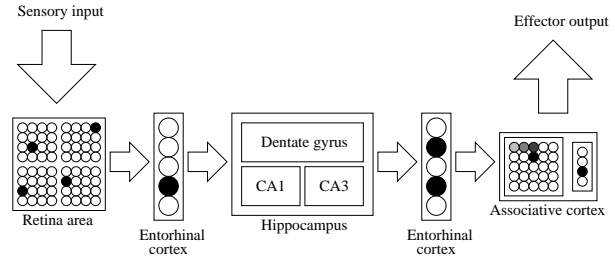 Sensory input
Effector output
Dentate gyrus
CA1
CA3
Retina area
Entorhinal
cortex
Hippocampus
Entorhinal
cortex
Associative cortex